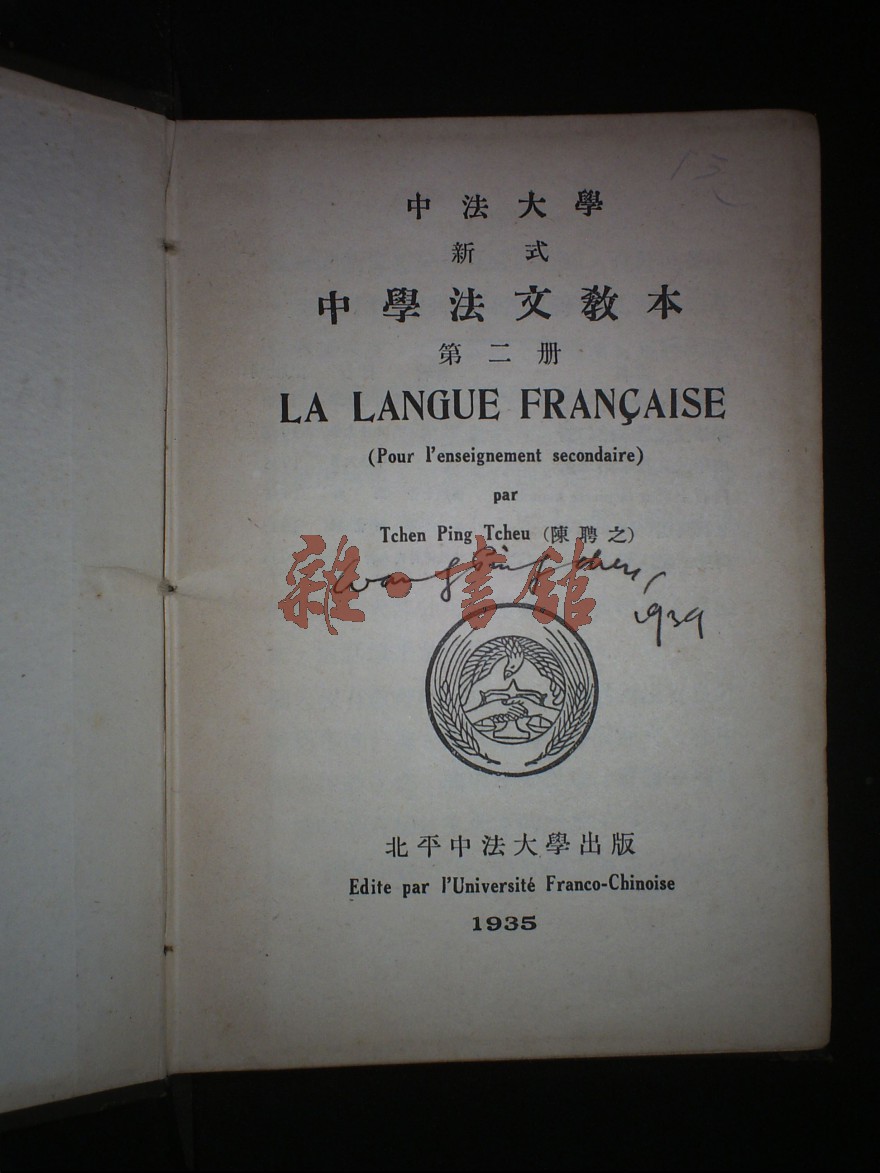 15
中法大學
新式
中學法文教本
第二册
LA LANGUE FRANÇAISE
(Pour l'enseignement secondaire)
par
Tchen Ping Tcheu (陳聘之)
雜·書館
1939
北平中法大學出版
Edite par l'Université Franco-Chinoise
1935